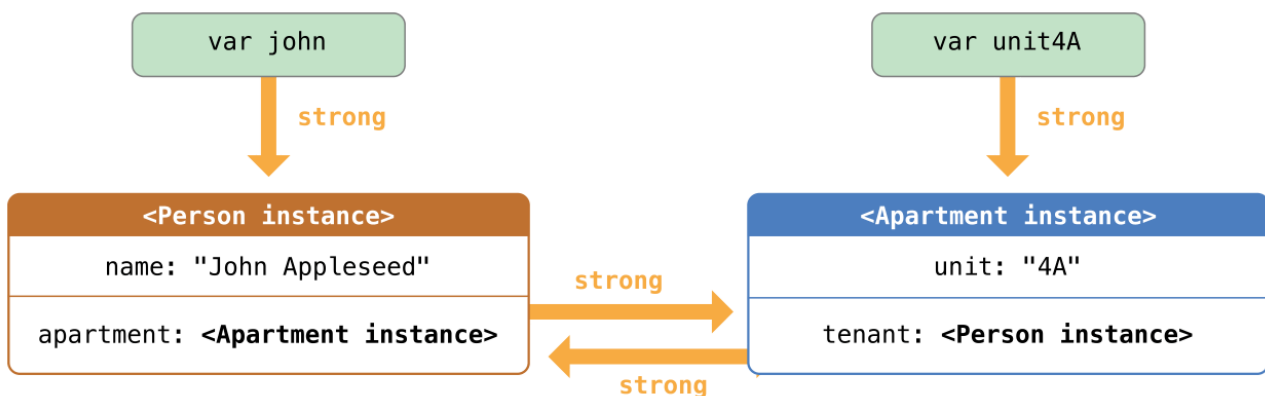 var john
var unit4A
strong
strong
<Person instance>
<Apartment instance>
name: "John Appleseed"
unit: "4A"
strong
apartment: <Apartment instance>
tenant: <Person instance>
strong